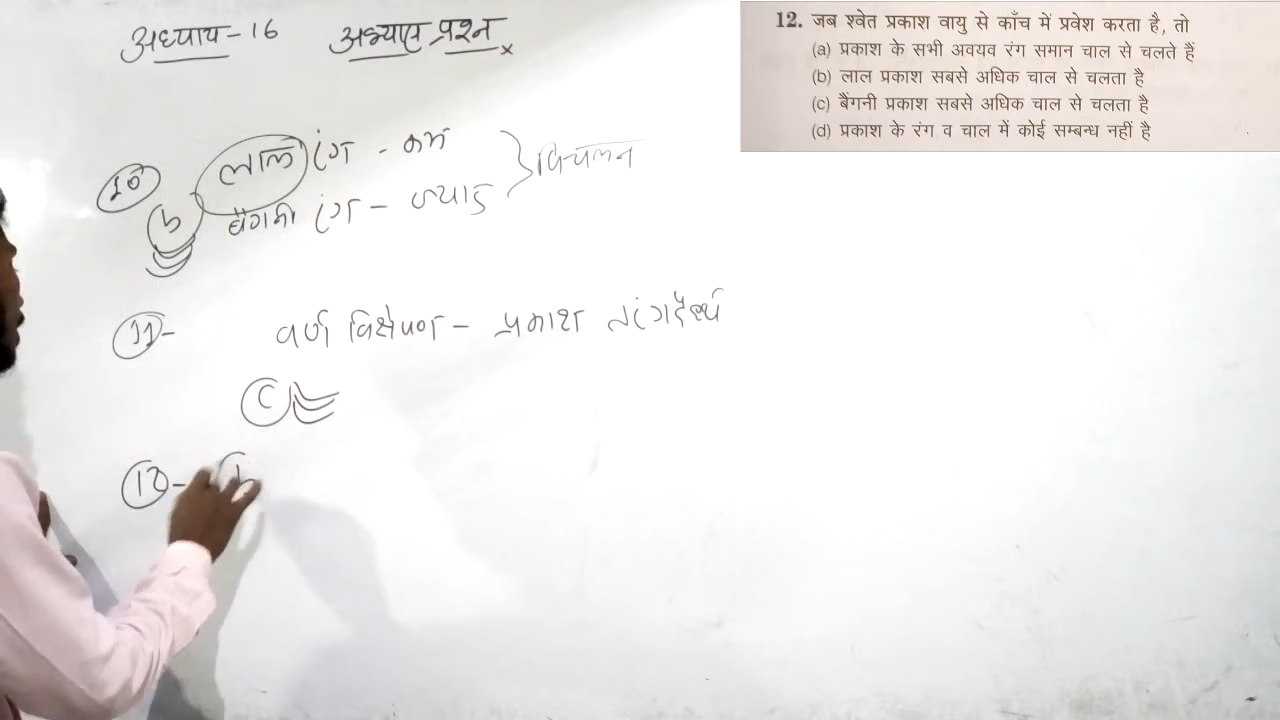 अध्याय-16 अभ्यास प्रश्न x
12. जब श्वेत प्रकाश वायु से काँच में प्रवेश करता है, तो
(a) प्रकाश के सभी अवयव रंग समान चाल से चलते हैं
(b) लाल प्रकाश सबसे अधिक चाल से चलता है
(c) बैंगनी प्रकाश सबसे अधिक चाल से चलता है
(d) प्रकाश के रंग व चाल में कोई सम्बन्ध नहीं है
10 लाल रंग - कम
b बैंगनी रंग - ज्याद } विचलन
11- वर्ण विक्षेपण - प्रकाश तरंगदैर्ध्य
C
12- b